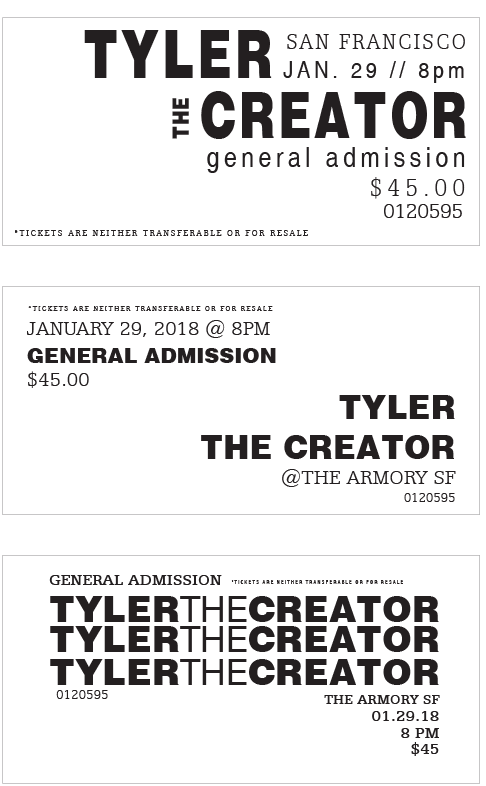 TYLER SAN FRANCISCO
JAN. 29 // 8pm
THE CREATOR
general admission
$45.00
0120595
*TICKETS ARE NEITHER TRANSFERABLE OR FOR RESALE
*TICKETS ARE NEITHER TRANSFERABLE OR FOR RESALE
JANUARY 29, 2018 @ 8PM
GENERAL ADMISSION
$45.00
TYLER
THE CREATOR
@THE ARMORY SF
0120595
GENERAL ADMISSION *TICKETS ARE NEITHER TRANSFERABLE OR FOR RESALE
TYLERTHECREATOR
TYLERTHECREATOR
TYLERTHECREATOR
0120595
THE ARMORY SF
01.29.18
8 PM
$45